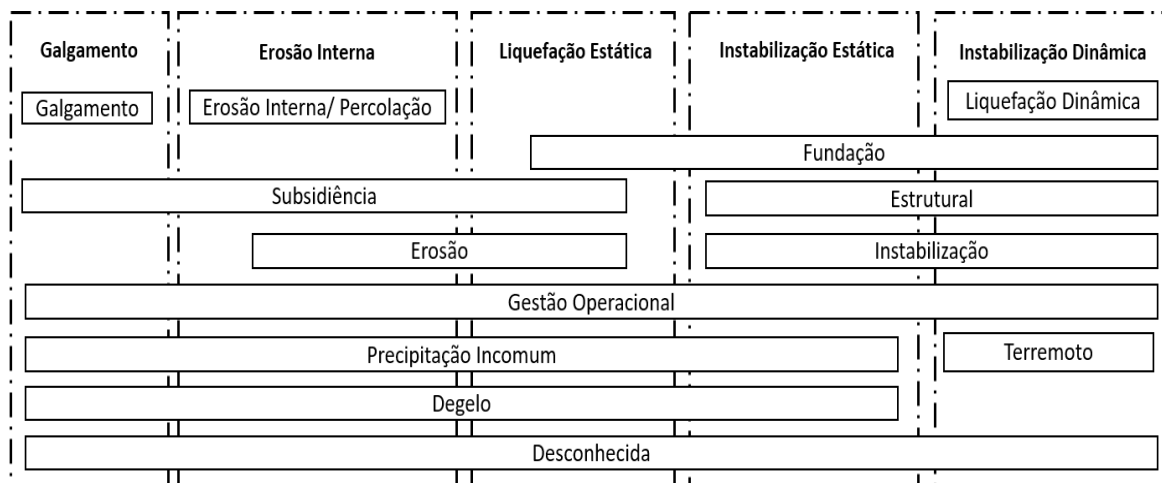 Galgamento
Erosão Interna
Liquefação Estática
Instabilização Estática
Instabilização Dinâmica
Galgamento
Erosão Interna/ Percolação
Liquefação Dinâmica
Fundação
Subsidiência
Estrutural
Erosão
Instabilização
Gestão Operacional
Precipitação Incomum
Terremoto
Degelo
Desconhecida